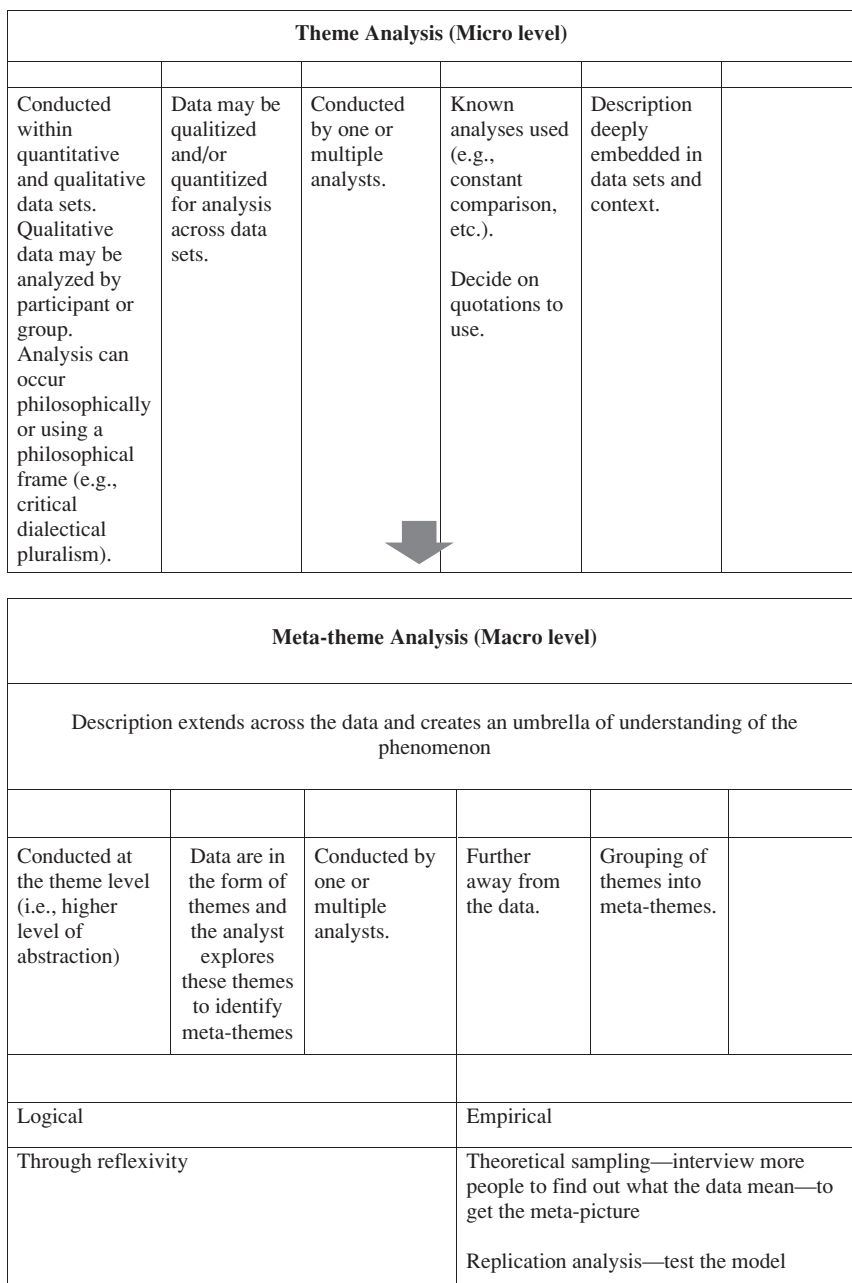 Theme Analysis (Micro level)
Conducted
within
quantitative
and qualitative
data sets.
Qualitative
data may be
analyzed by
participant or
group.
Analysis can
occur
philosophically
or using a
philosophical
frame (e.g.,
critical
dialectical
pluralism).
Data may be
qualitized
and/or
quantitized
for analysis
across data
sets.
Conducted
by one or
multiple
analysts.
Known
analyses used
(e.g.,
constant
comparison,
etc.).
Decide on
quotations to
use.
Description
deeply
embedded in
data sets and
context.
Meta-theme Analysis (Macro level)
Description extends across the data and creates an umbrella of understanding of the
phenomenon
Conducted at
the theme level
(i.e., higher
level of
abstraction)
Data are in
the form of
themes and
the analyst
explores
these themes
to identify
meta-themes
Conducted by
one or
multiple
analysts.
Further
away from
the data.
Grouping of
themes into
meta-themes.
Logical
Empirical
Through reflexivity
Theoretical sampling—interview more
people to find out what the data mean—to
get the meta-picture
Replication analysis—test the model